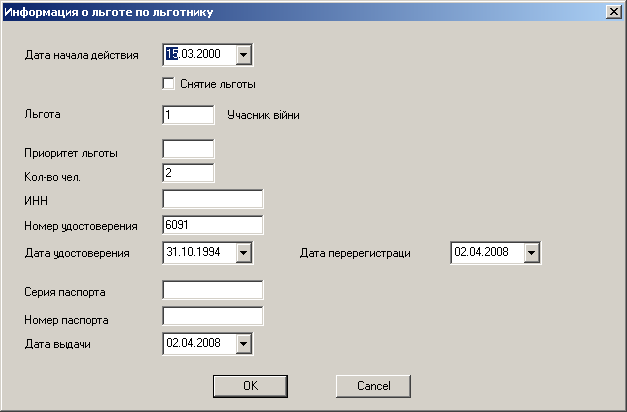 Информация о льготе по льготнику
Дата начала действия 15.03.2000
Снятие льготы
Льгота 1 Учасник війни
Приоритет льготы
Кол-во чел. 2
ИНН
Номер удостоверения 6091
Дата удостоверения 31.10.1994 Дата перерегистраци 02.04.2008
Серия паспорта
Номер паспорта
Дата выдачи 02.04.2008
OK Cancel